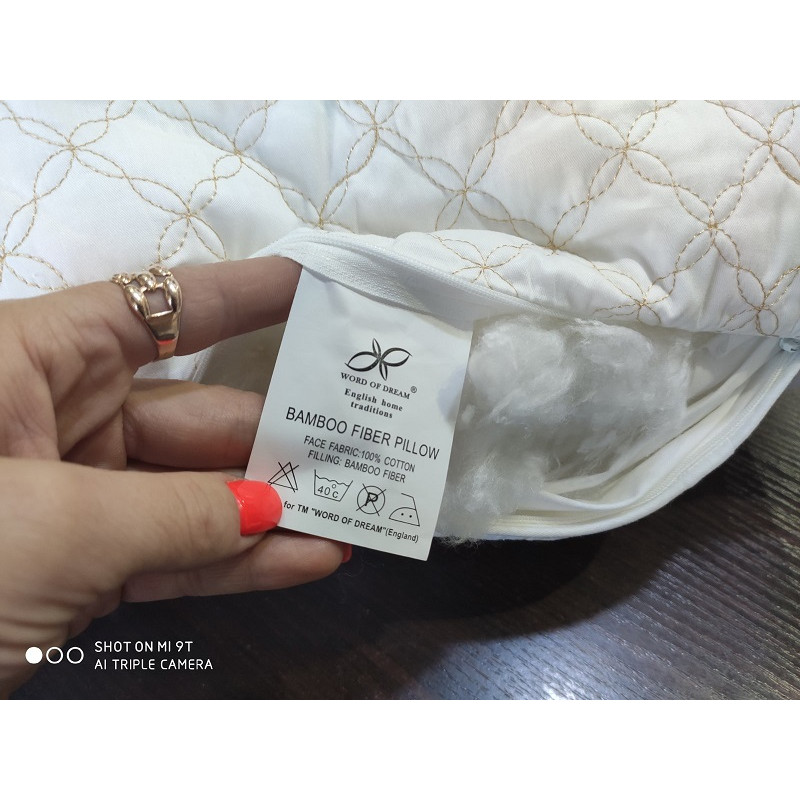 WORD OF DREAM®
English home
traditions
BAMBOO FIBER PILLOW
FACE FABRIC:100% COTTON
FILLING: BAMBOO FIBER
40°C P
for TM "WORD OF DREAM"(England)
SHOT ON MI 9T
AI TRIPLE CAMERA